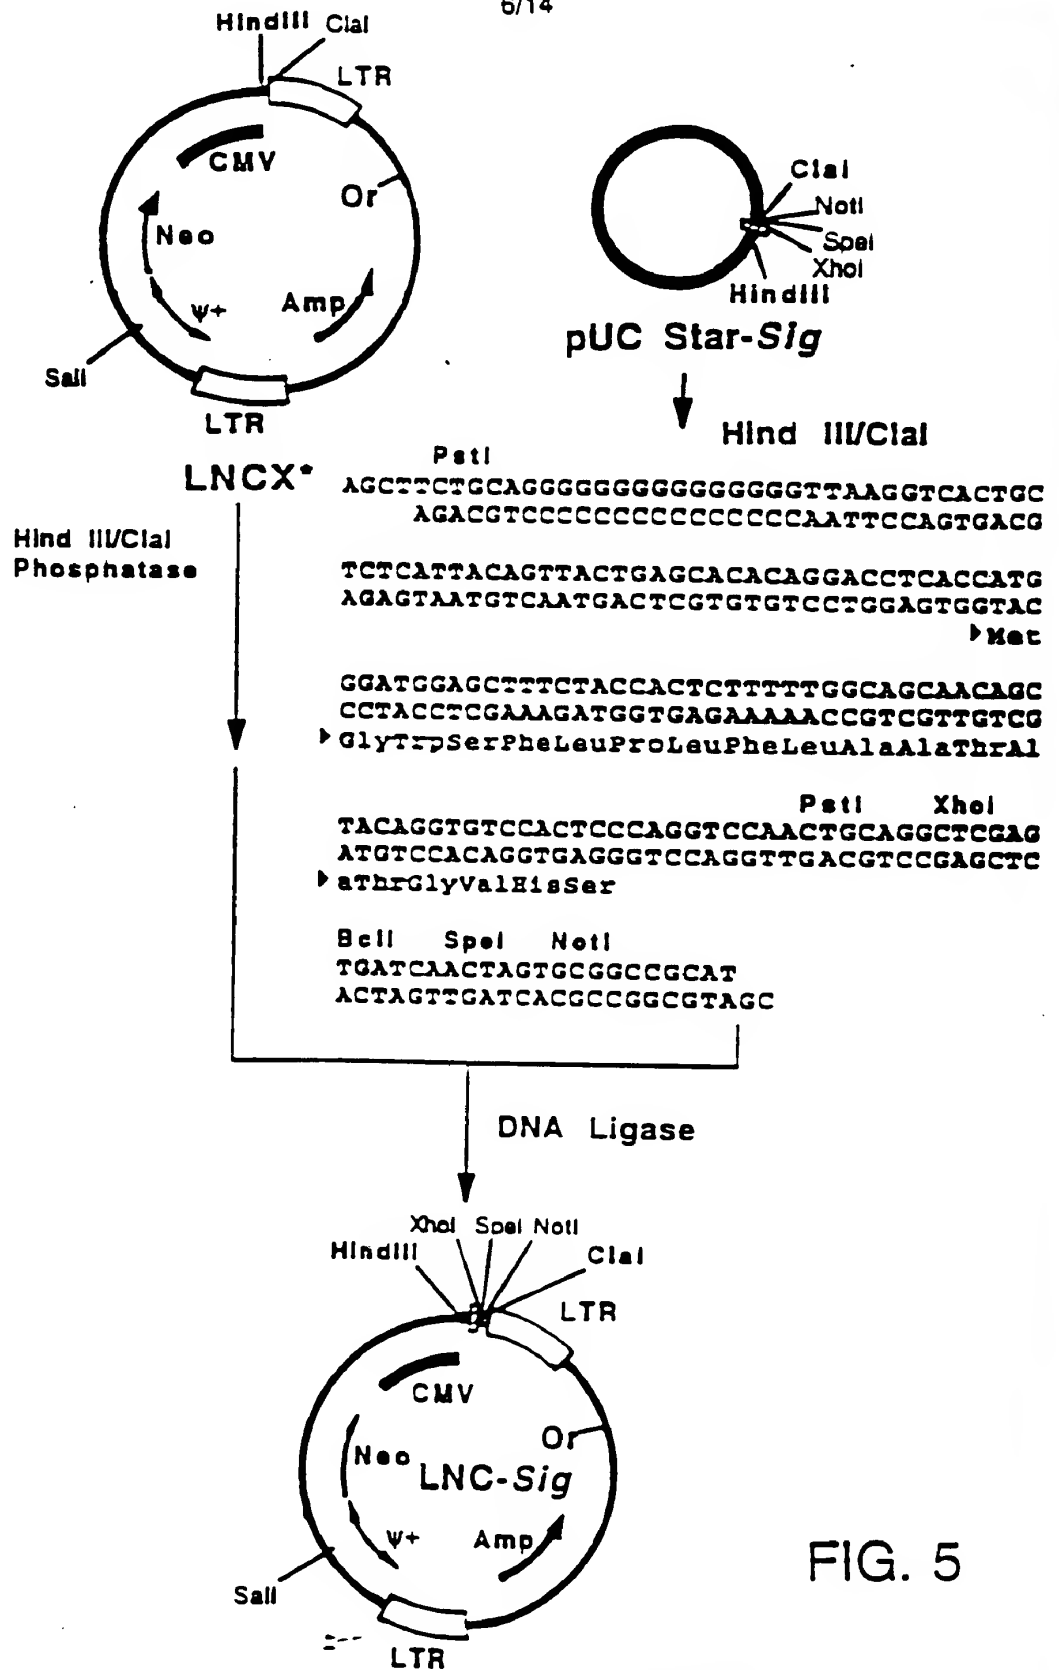 6/14
HindIII ClaI
LTR
CMV
Or
Neo
Ψ+
Amp
SalI
LTR
LNCX*
ClaI
NotI
SpeI
XhoI
HindIII
pUC Star-Sig
Hind III/ClaI
Hind III/ClaI
Phosphatase
PstI
AGCTTCTGCAGGGGGGGGGGGGGGGGTTAAGGTCACTGC
AGACGTCCCCCCCCCCCCCCCCAATTCCAGTGACG
TCTCATTACAGTTACTGAGCACACAGGACCTCACCATG
AGAGTAATGTCAATGACTCGTGTGTCCTGGAGTGGTAC
Met
GGATGGAGCTTTCTACCACTCTTTTTGGCAGCAACAGC
CCTACCTCGAAAGATGGTGAGAAAAACCGTCGTTGTCG
GlyTrpSerPheLeuProLeuPheLeuAlaAlaThrAl
PstI XhoI
TACAGGTGTCCACTCCCAGGTCCAACTGCAGGCTCGAG
ATGTCCACAGGTGAGGGTCCAGGTTGACGTCCGAGCTC
aThrGlyValHisSer
BclI SpeI NotI
TGATCAACTAGTGCGGCCGCAT
ACTAGTTGATCACGCCGGCGTAGC
DNA Ligase
XhoI SpeI NotI
HindIII ClaI
LTR
CMV
Or
Neo
LNC-Sig
Ψ+
Amp
SalI
LTR
FIG. 5